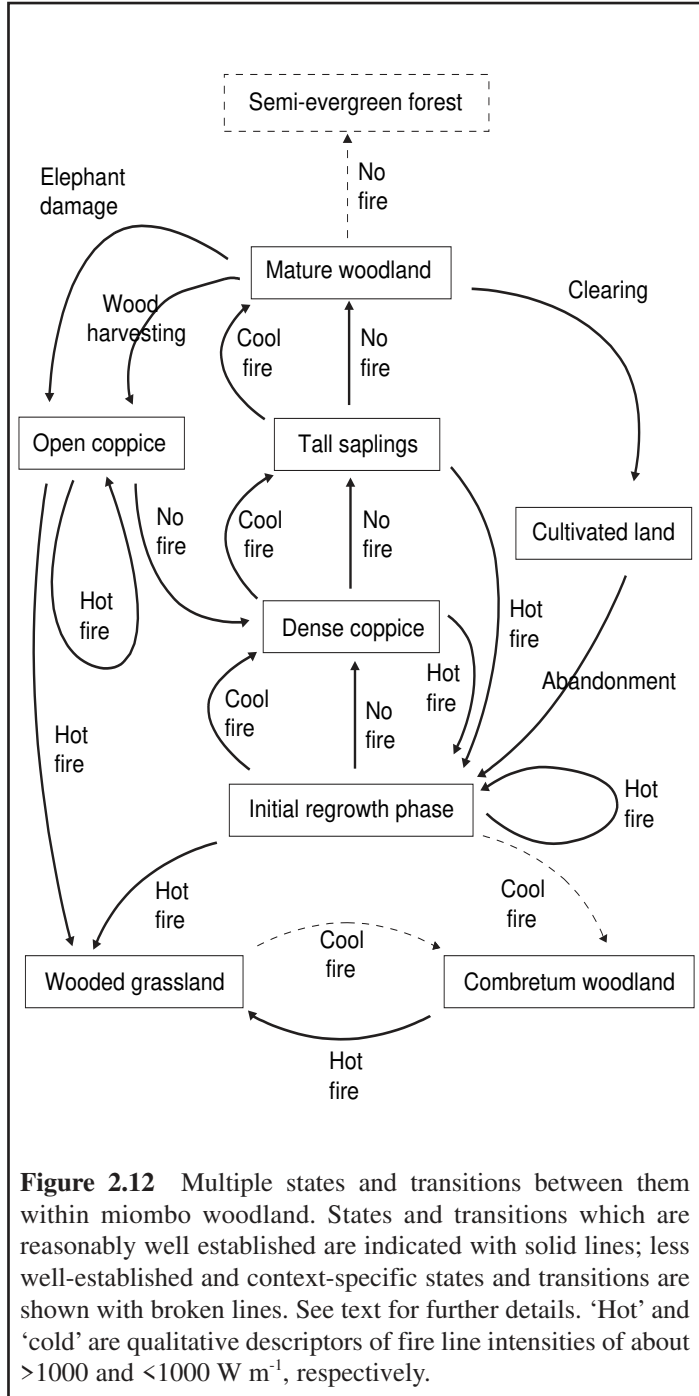 Semi-evergreen forest
No
fire
Elephant
damage
Mature woodland
Clearing
Wood
harvesting
Cool
fire
No
fire
Open coppice
Tall saplings
No
fire
Cool
fire
No
fire
Cultivated land
Hot
fire
Dense coppice
Hot
fire
Hot
fire
Cool
fire
No
fire
Abandonment
Hot
fire
Initial regrowth phase
Hot
fire
Hot
fire
Cool
fire
Cool
fire
Wooded grassland
Combretum woodland
Hot
fire
Figure 2.12 Multiple states and transitions between them
within miombo woodland. States and transitions which are
reasonably well established are indicated with solid lines; less
well-established and context-specific states and transitions are
shown with broken lines. See text for further details. ‘Hot’ and
‘cold’ are qualitative descriptors of fire line intensities of about
>1000 and <1000 W m-1, respectively.